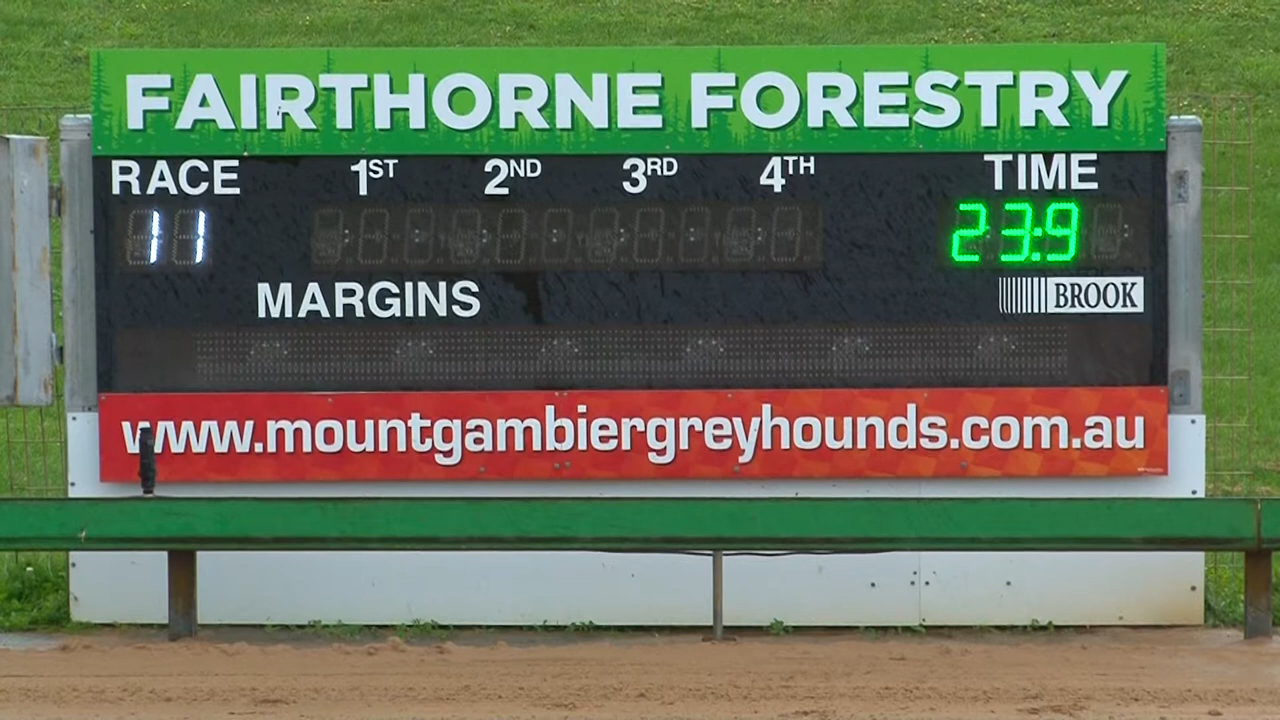 FAIRTHORNE FORESTRY
RACE 1ST 2ND 3RD 4TH TIME
11 23:9
MARGINS BROOK
www.mountgambiergreyhounds.com.au